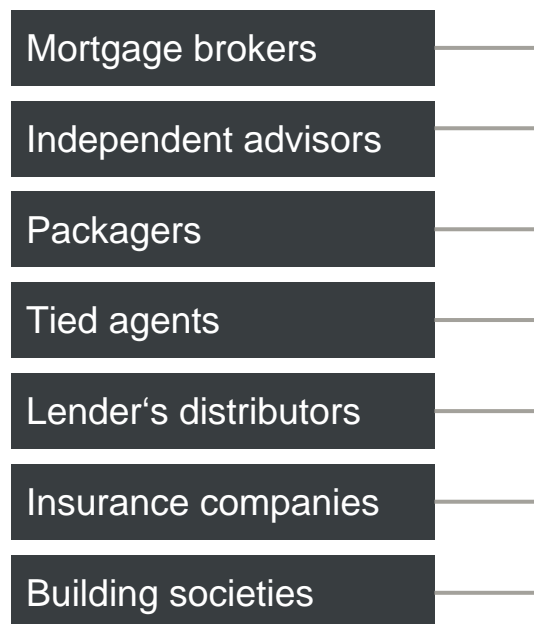 Mortgage brokers
Independent advisors
Packagers
Tied agents
Lender‘s distributors
Insurance companies
Building societies